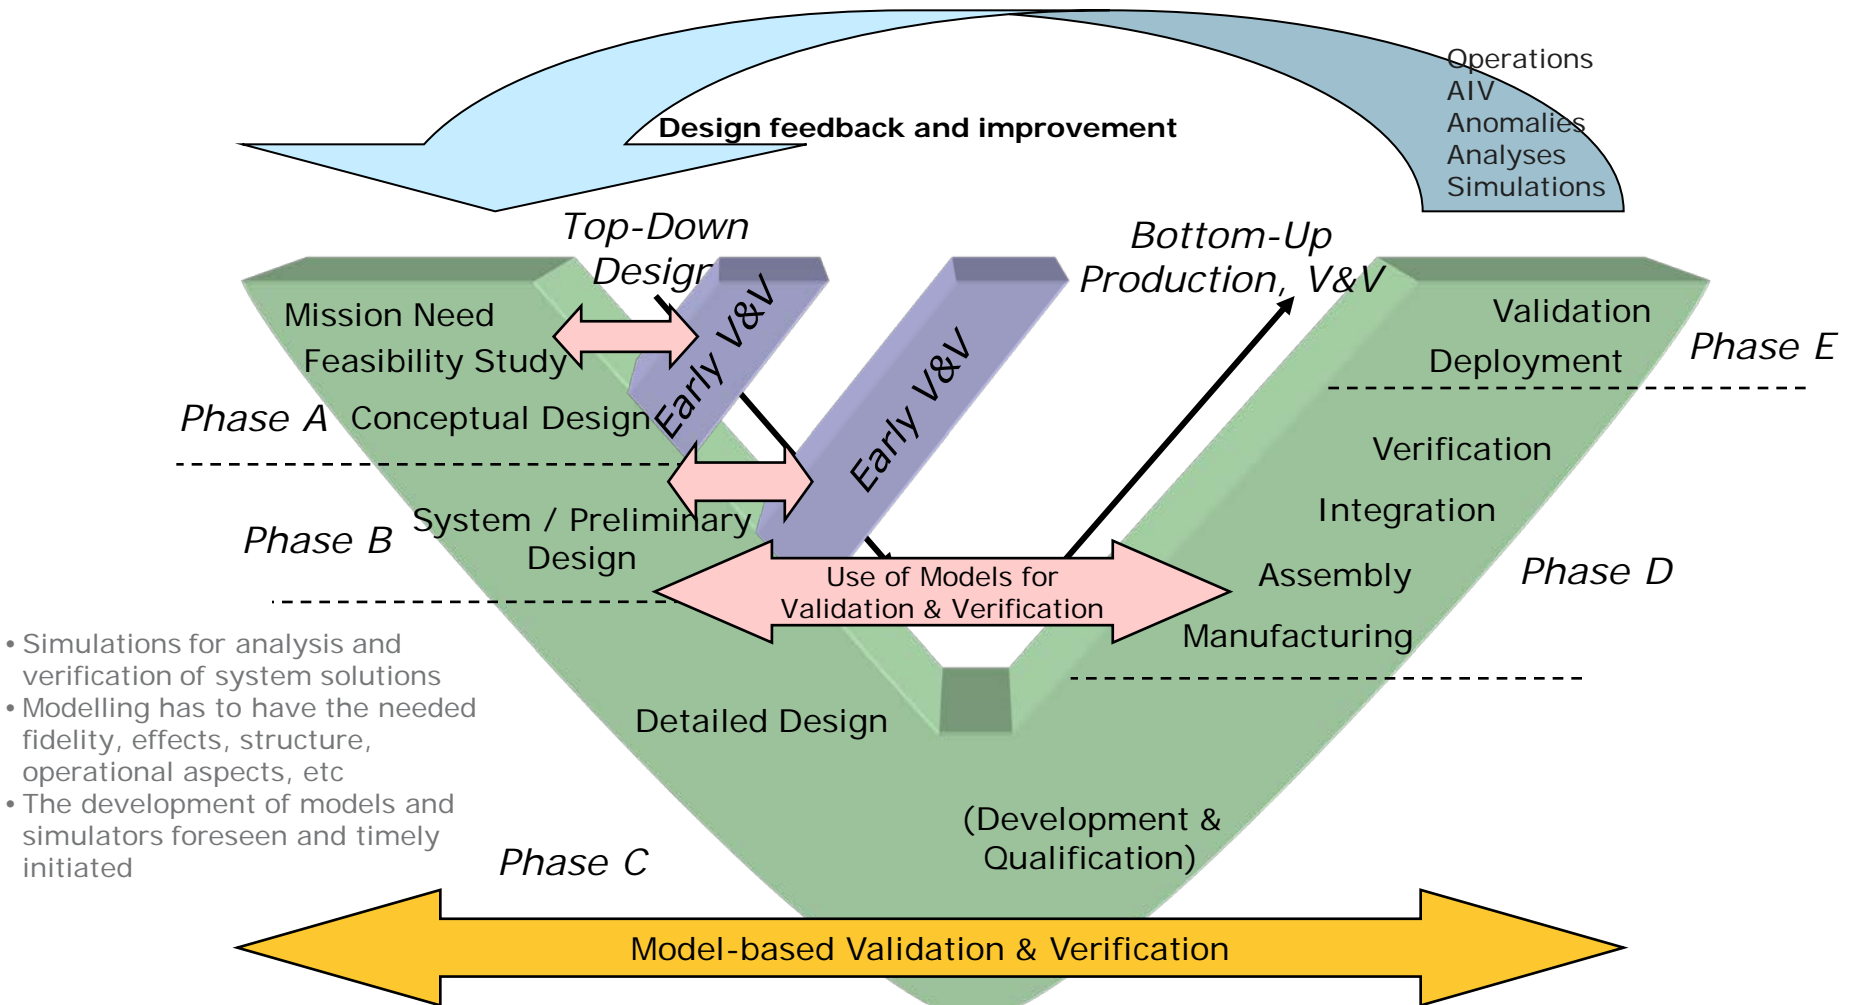 Operations
AIV
Anomalies
Analyses
Simulations
Design feedback and improvement
Top-Down
Design
Bottom-Up
Production, V&V
Mission Need
Feasibility Study
Early V&V
Early V&V
Validation
Deployment
Phase E
Phase A
Conceptual Design
Verification
Integration
Phase B
System / Preliminary
Design
Use of Models for
Validation & Verification
Assembly
Phase D
Manufacturing
• Simulations for analysis and
verification of system solutions
• Modelling has to have the needed
fidelity, effects, structure,
operational aspects, etc
• The development of models and
simulators foreseen and timely
initiated
Detailed Design
(Development &
Qualification)
Phase C
Model-based Validation & Verification